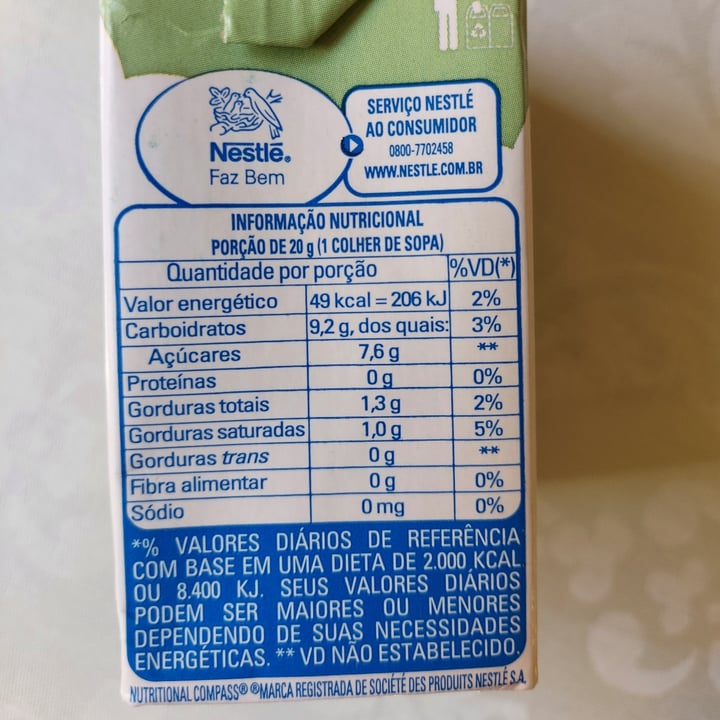 Nestlé®
Faz Bem
SERVIÇO NESTLÉ
AO CONSUMIDOR
0800-7702458
WWW.NESTLE.COM.BR
INFORMAÇÃO NUTRICIONAL
PORÇÃO DE 20 g (1 COLHER DE SOPA)
Quantidade por porção %VD(*)
Valor energético 49 kcal = 206 kJ 2%
Carboidratos 9,2 g, dos quais: 3%
Açúcares 7,6 g **
Proteínas 0 g 0%
Gorduras totais 1,3 g 2%
Gorduras saturadas 1,0 g 5%
Gorduras trans 0 g **
Fibra alimentar 0 g 0%
Sódio 0 mg 0%
*% VALORES DIÁRIOS DE REFERÊNCIA
COM BASE EM UMA DIETA DE 2.000 KCAL
OU 8.400 KJ. SEUS VALORES DIÁRIOS
PODEM SER MAIORES OU MENORES
DEPENDENDO DE SUAS NECESSIDADES
ENERGÉTICAS. ** VD NÃO ESTABELECIDO.
NUTRITIONAL COMPASS® ®MARCA REGISTRADA DE SOCIÉTÉ DES PRODUITS NESTLÉ S.A.